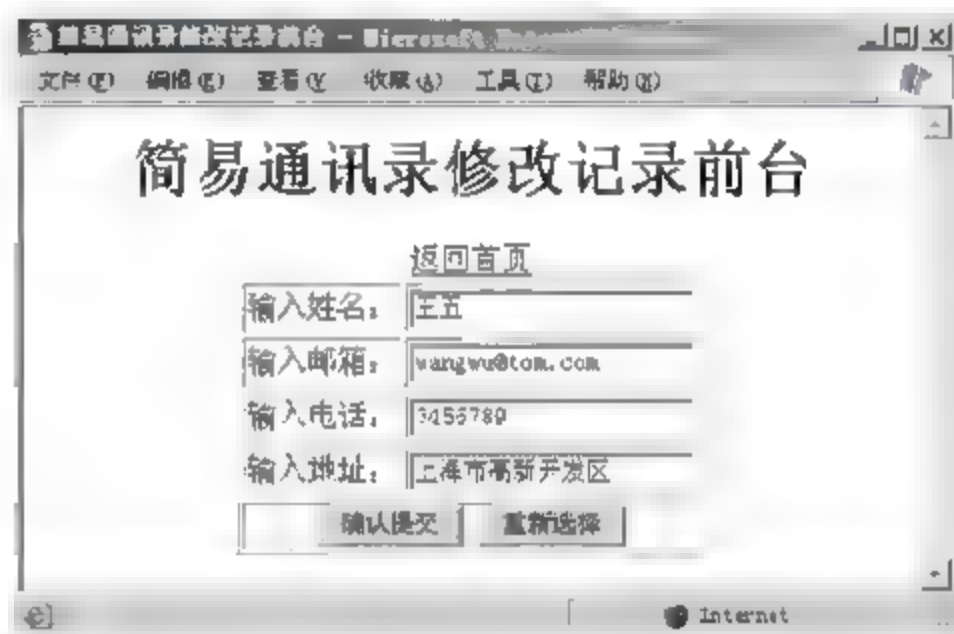 简易通讯录修改记录前台 - Microsoft
文件(F) 编辑(E) 查看(V) 收藏(A) 工具(T) 帮助(H)
简易通讯录修改记录前台
返回首页
输入姓名： 王五
输入邮箱： wangwu@tom.com
输入电话： 3456789
输入地址： 上海市高新开发区
确认提交 重新选择
Internet